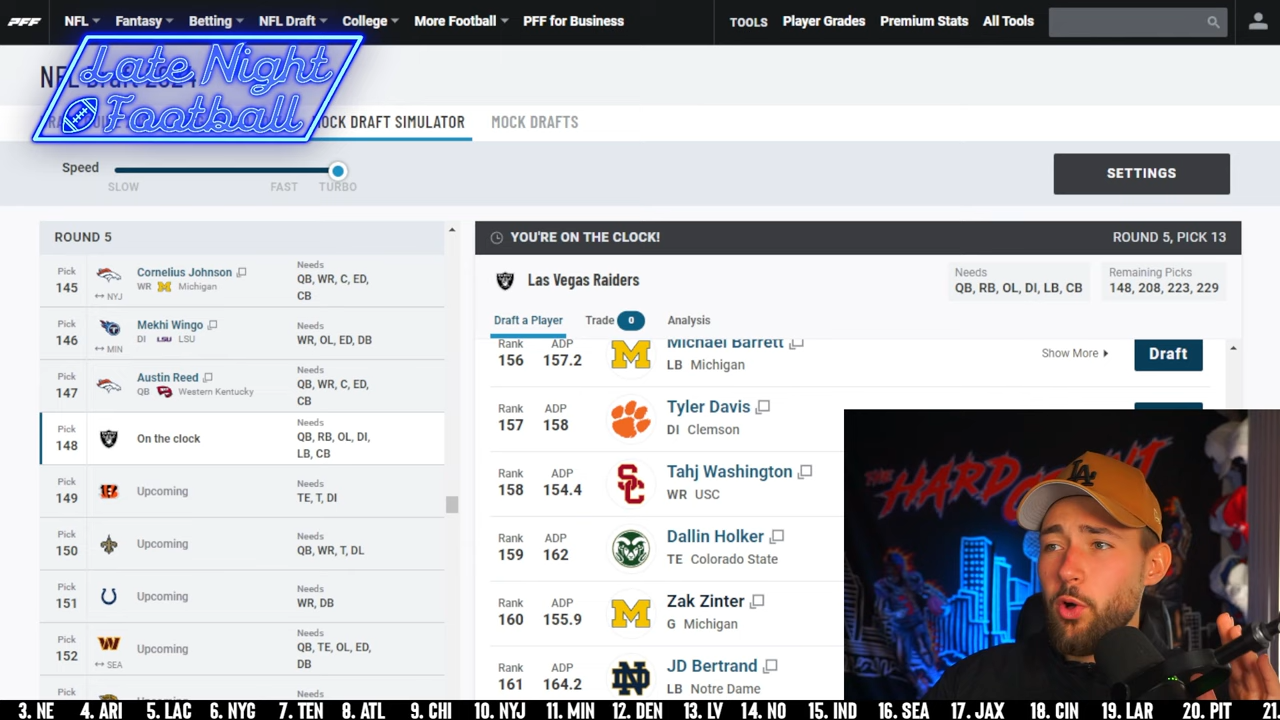 PFF NFL Fantasy Betting NFL Draft College More Football PFF for Business TOOLS Player Grades Premium Stats All Tools
Late Night
Football
MOCK DRAFT SIMULATOR MOCK DRAFTS
Speed
SLOW FAST TURBO
SETTINGS
ROUND 5
Pick 145
Cornelius Johnson
WR Michigan
↔ NYJ
Needs
QB, WR, C, ED,
CB
Pick 146
Mekhi Wingo
DI LSU LSU
↔ MIN
Needs
WR, OL, ED, DB
Pick 147
Austin Reed
QB Western Kentucky
Needs
QB, WR, C, ED,
CB
Pick 148
On the clock
Needs
QB, RB, OL, DI,
LB, CB
Pick 149
Upcoming
Needs
TE, T, DI
Pick 150
Upcoming
Needs
QB, WR, T, DL
Pick 151
Upcoming
Needs
WR, DB
Pick 152
Upcoming
↔ SEA
Needs
QB, TE, OL, ED,
DB
Pick
Needs
YOU'RE ON THE CLOCK! ROUND 5, PICK 13
Las Vegas Raiders
Needs
QB, RB, OL, DI, LB, CB
Remaining Picks
148, 208, 223, 229
Draft a Player Trade 0 Analysis
Rank 156 ADP 157.2
Michael Barrett
LB Michigan
Show More Draft
Rank 157 ADP 158
Tyler Davis
DI Clemson
Rank 158 ADP 154.4
Tahj Washington
WR USC
Rank 159 ADP 162
Dallin Holker
TE Colorado State
Rank 160 ADP 155.9
Zak Zinter
G Michigan
Rank 161 ADP 164.2
JD Bertrand
LB Notre Dame
THE HARD COUNT
LA
3. NE 4. ARI 5. LAC 6. NYG 7. TEN 8. ATL 9. CHI 10. NYJ 11. MIN 12. DEN 13. LV 14. NO 15. IND 16. SEA 17. JAX 18. CIN 19. LAR 20. PIT 21